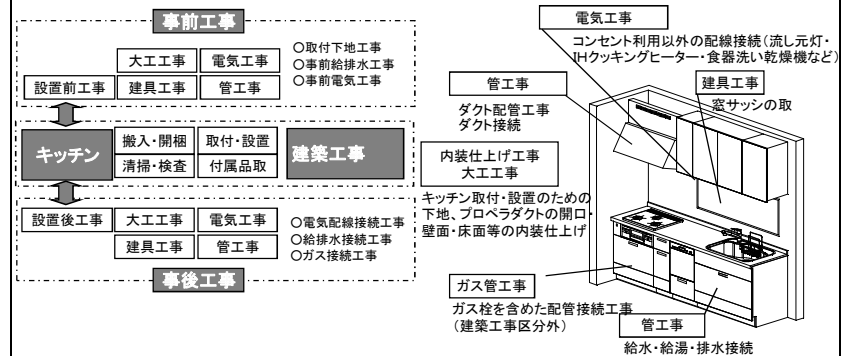 事前工事
大工工事 電気工事
設置前工事 建具工事 管工事
○取付下地工事
○事前給排水工事
○事前電気工事
キッチン
搬入・開梱 取付・設置
清掃・検査 付属品取
建築工事
設置後工事 大工工事 電気工事
建具工事 管工事
○電気配線接続工事
○給排水接続工事
○ガス接続工事
事後工事
電気工事
コンセント利用以外の配線接続(流し元灯・
IHクッキングヒーター・食器洗い乾燥機など)
管工事
ダクト配管工事
ダクト接続
建具工事
窓サッシの取
内装仕上げ工事
大工工事
キッチン取付・設置のための
下地、プロペラダクトの開口・
壁面・床面等の内装仕上げ
ガス管工事
ガス栓を含めた配管接続工事
(建築工事区分外)
管工事
給水・給湯・排水接続